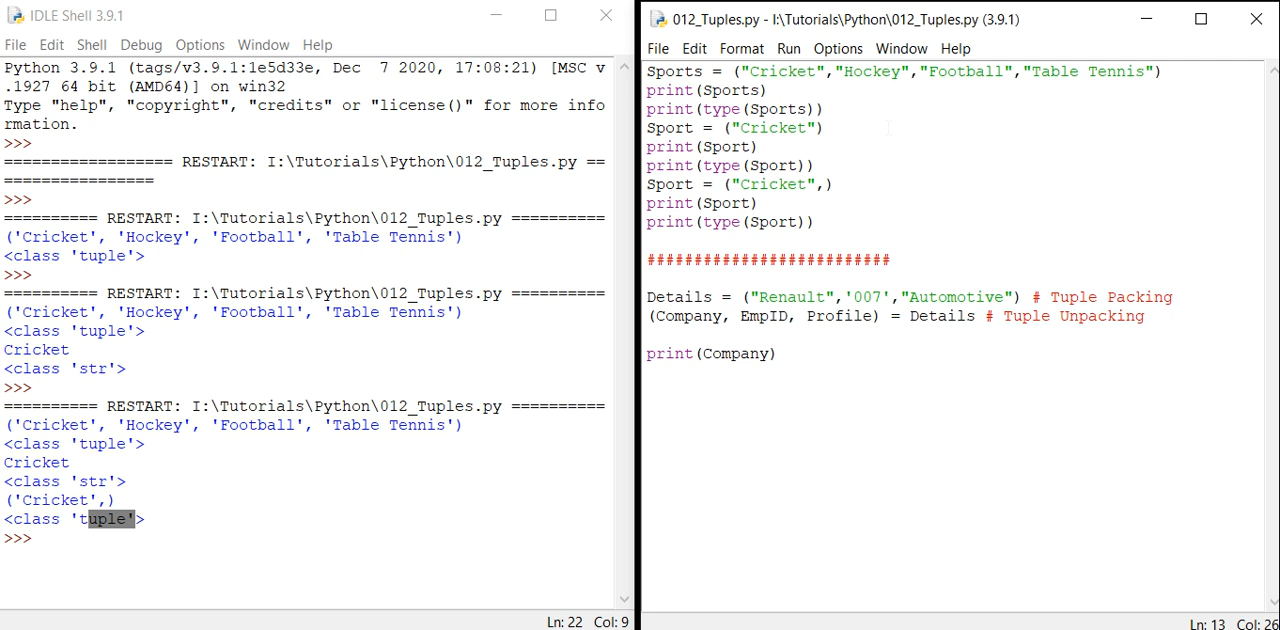 IDLE Shell 3.9.1
File Edit Shell Debug Options Window Help
Python 3.9.1 (tags/v3.9.1:1e5d33e, Dec  7 2020, 17:08:21) [MSC v
.1927 64 bit (AMD64)] on win32
Type "help", "copyright", "credits" or "license()" for more info
rmation.
>>>
================== RESTART: I:\Tutorials\Python\012_Tuples.py ==
================
>>>
========== RESTART: I:\Tutorials\Python\012_Tuples.py ==========
('Cricket', 'Hockey', 'Football', 'Table Tennis')
<class 'tuple'>
>>>
========== RESTART: I:\Tutorials\Python\012_Tuples.py ==========
('Cricket', 'Hockey', 'Football', 'Table Tennis')
<class 'tuple'>
Cricket
<class 'str'>
>>>
========== RESTART: I:\Tutorials\Python\012_Tuples.py ==========
('Cricket', 'Hockey', 'Football', 'Table Tennis')
<class 'tuple'>
Cricket
<class 'str'>
('Cricket',)
<class 'tuple'>
>>>
Ln: 22 Col: 9
012_Tuples.py - I:\Tutorials\Python\012_Tuples.py (3.9.1)
File Edit Format Run Options Window Help
Sports = ("Cricket","Hockey","Football","Table Tennis")
print(Sports)
print(type(Sports))
Sport = ("Cricket")
print(Sport)
print(type(Sport))
Sport = ("Cricket",)
print(Sport)
print(type(Sport))
##########################
Details = ("Renault",'007',"Automotive") # Tuple Packing
(Company, EmpID, Profile) = Details # Tuple Unpacking
print(Company)
Ln: 13 Col: 26